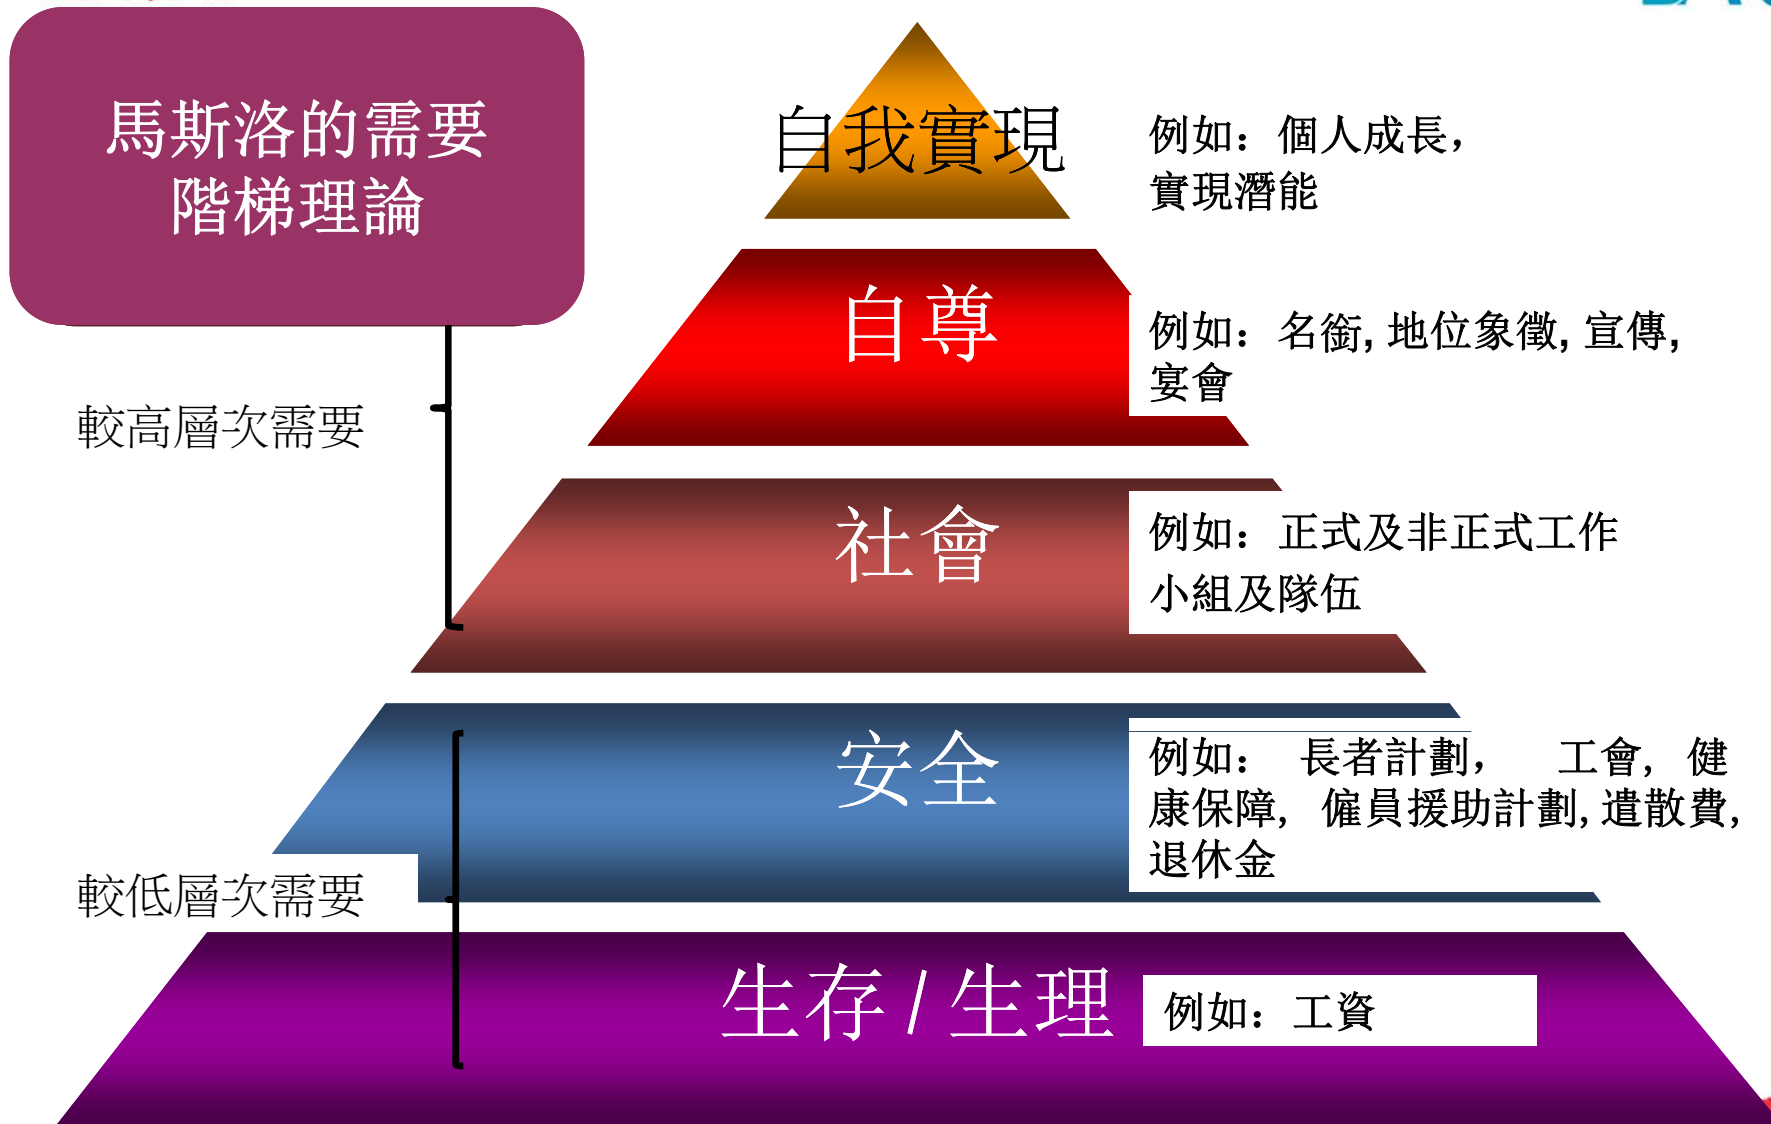 馬斯洛的需要
階梯理論
自我實現
例如：個人成長，
實現潛能
自尊
例如：名銜, 地位象徵, 宣傳,
宴會
較高層次需要
社會
例如：正式及非正式工作
小組及隊伍
安全
例如： 長者計劃， 工會, 健
康保障, 僱員援助計劃, 遣散費,
退休金
較低層次需要
生存 / 生理
例如：工資